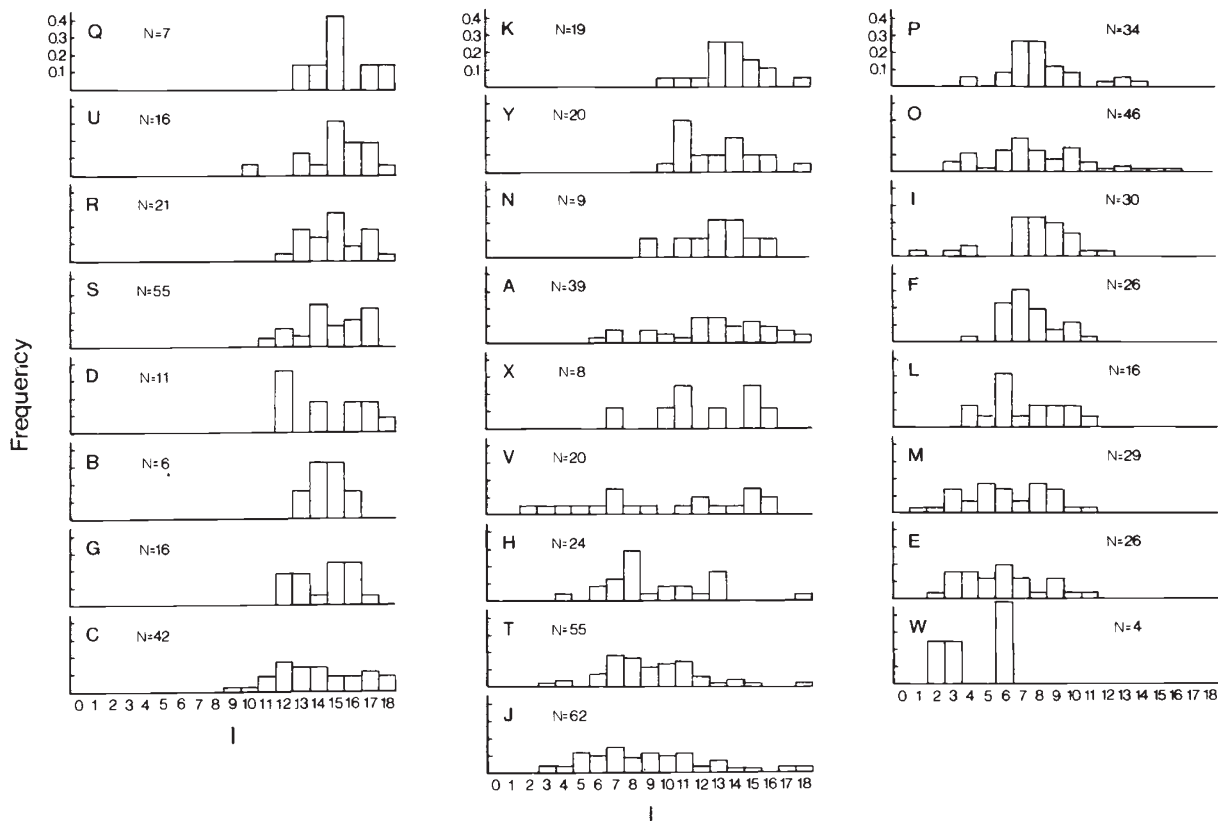 Frequency
0.4
0.3
0.2
0.1
Q N=7
U N=16
R N=21
S N=55
D N=11
B N=6
G N=16
C N=42
0 1 2 3 4 5 6 7 8 9 10 11 12 13 14 15 16 17 18
I
0.4
0.3
0.2
0.1
K N=19
Y N=20
N N=9
A N=39
X N=8
V N=20
H N=24
T N=55
J N=62
0 1 2 3 4 5 6 7 8 9 10 11 12 13 14 15 16 17 18
I
0.4
0.3
0.2
0.1
P N=34
O N=46
I N=30
F N=26
L N=16
M N=29
E N=26
W N=4
0 1 2 3 4 5 6 7 8 9 10 11 12 13 14 15 16 17 18